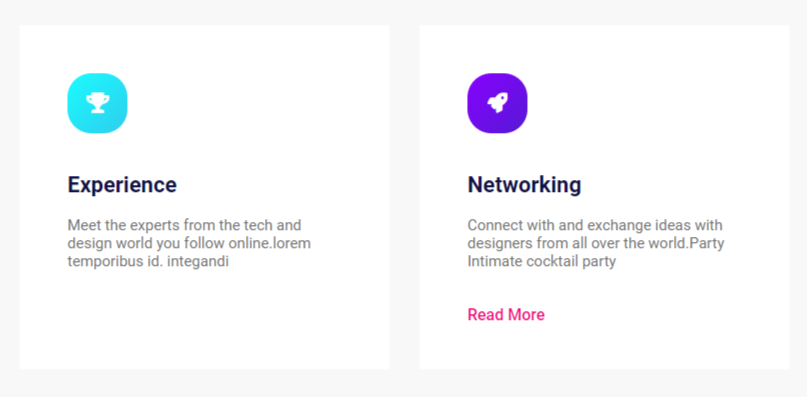 Experience
Meet the experts from the tech and
design world you follow online.lorem
temporibus id. integandi
Networking
Connect with and exchange ideas with
designers from all over the world.Party
Intimate cocktail party
Read More